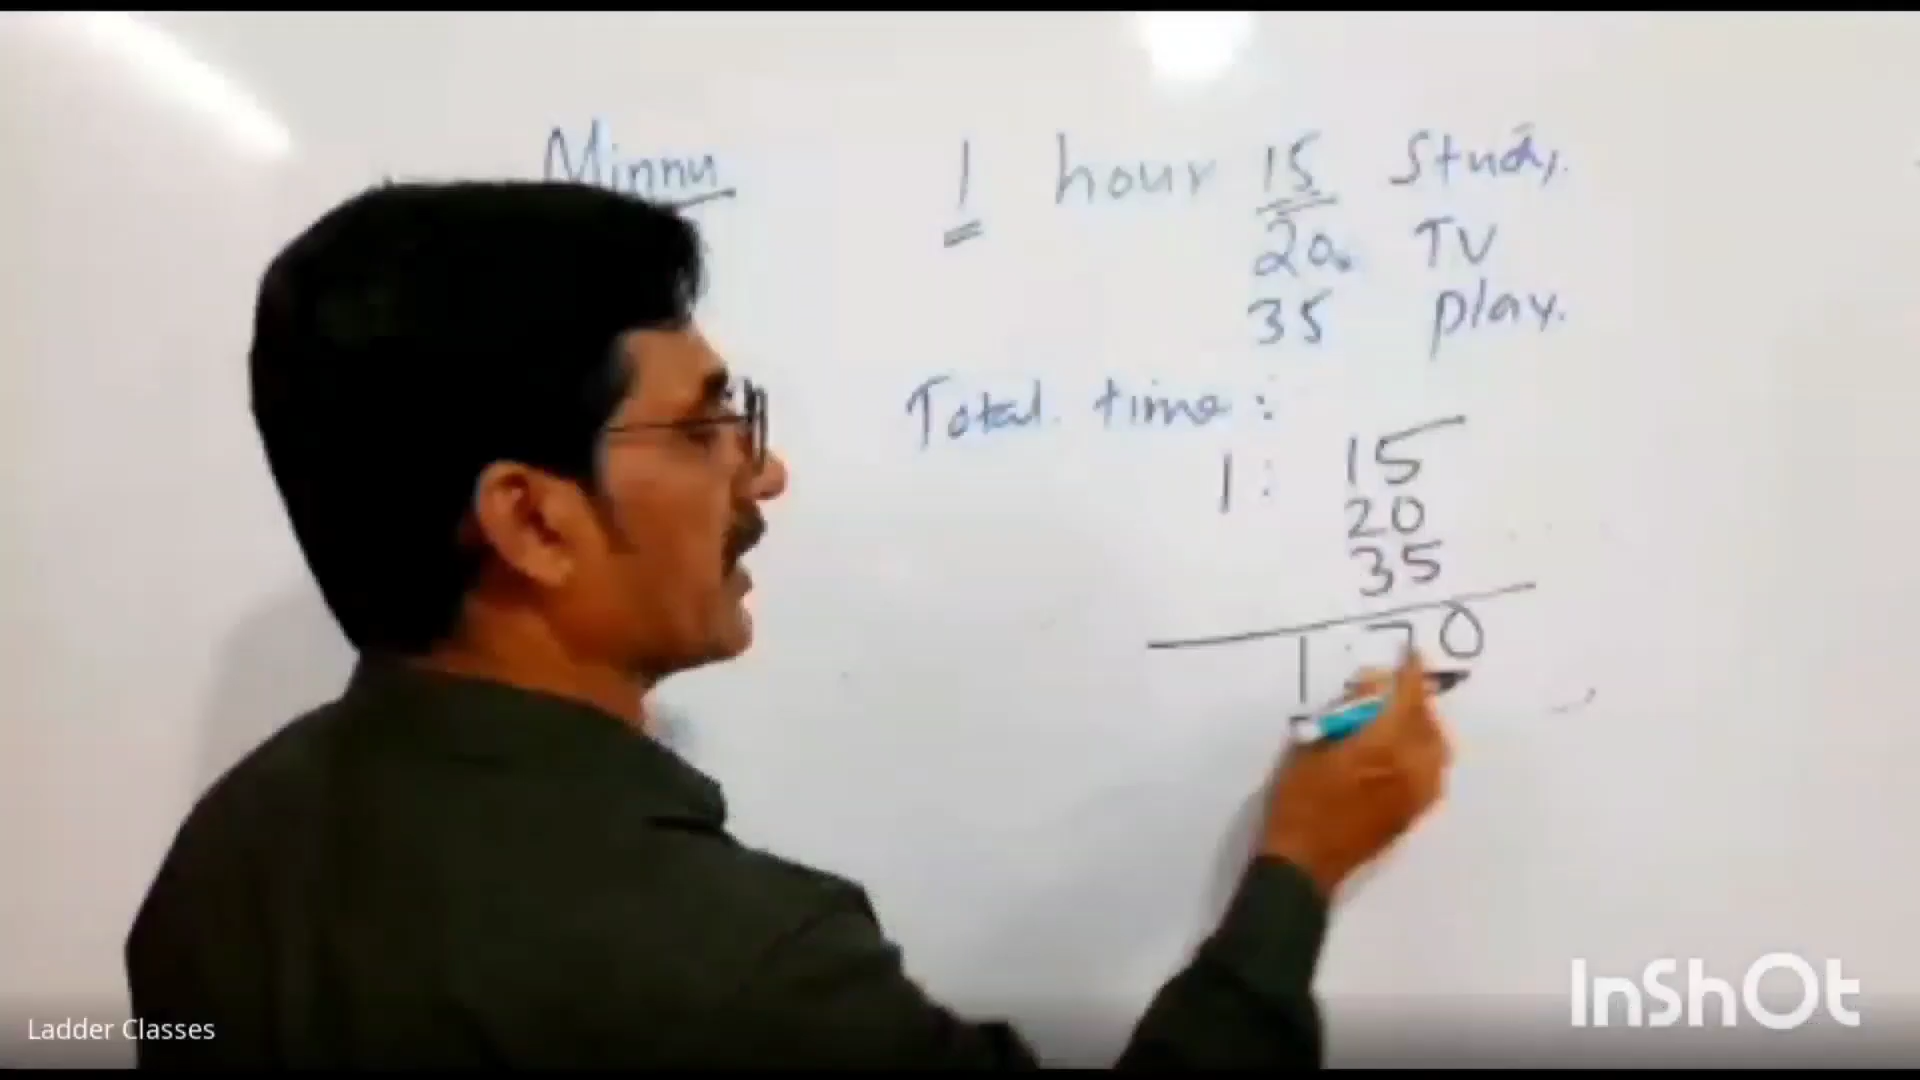 Minnu 1 hour 15 Study.
20. TV
35 play.
Total time:
1: 15
20
35
1:70
InShOt
Ladder Classes